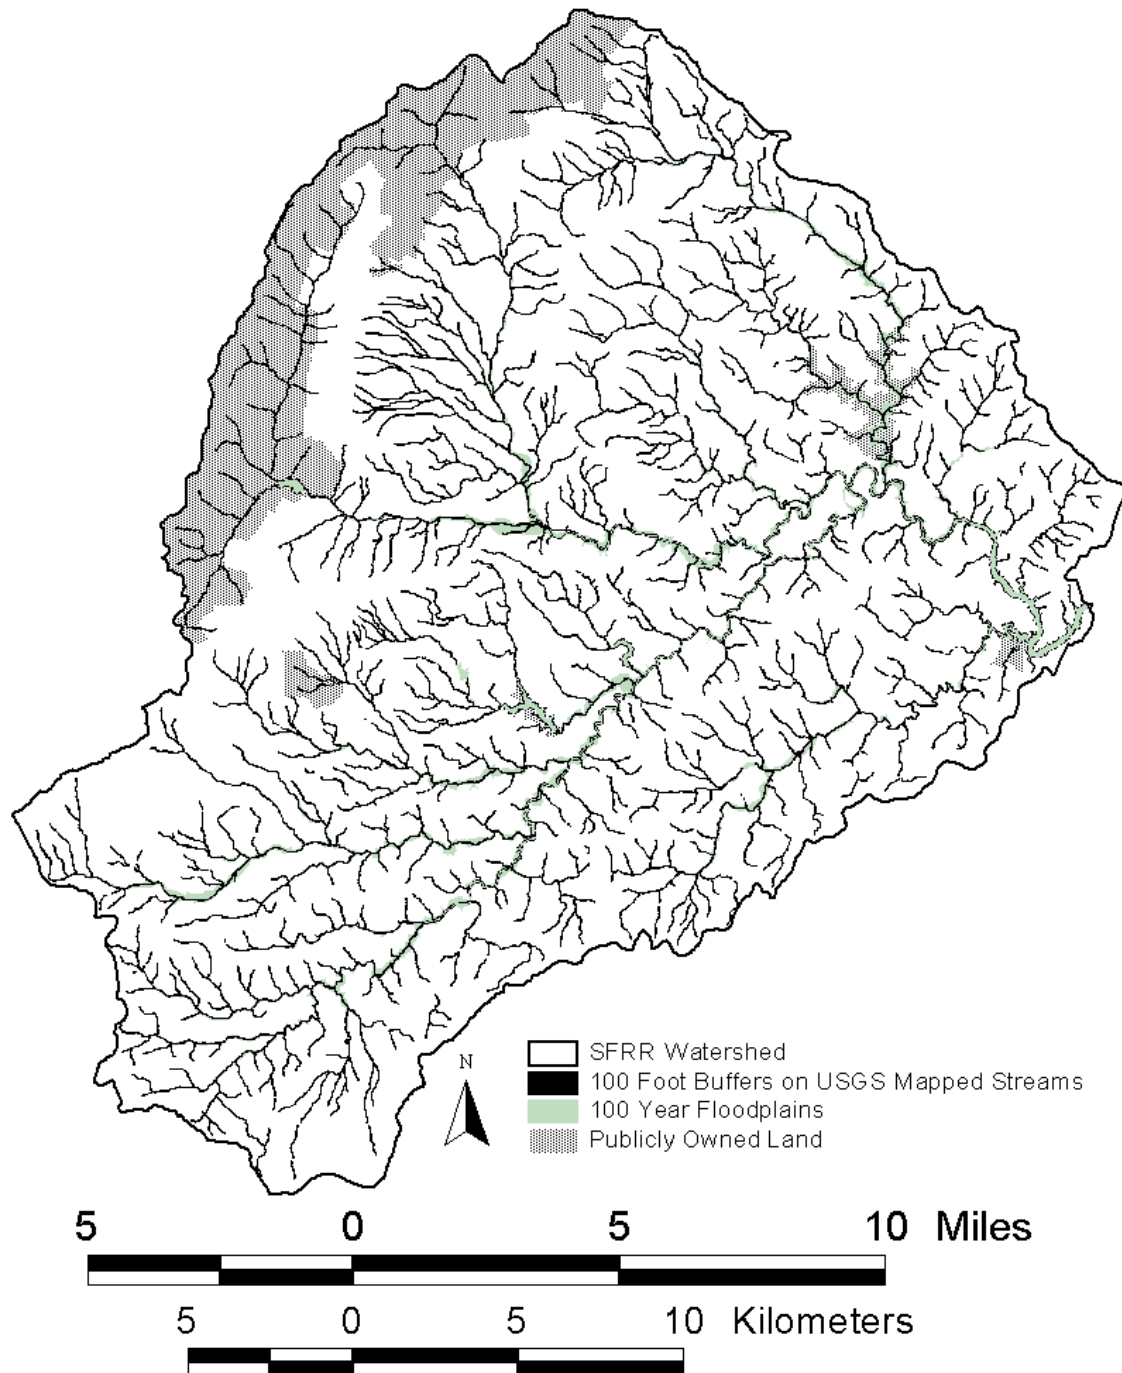 N
SFRR Watershed
100 Foot Buffers on USGS Mapped Streams
100 Year Floodplains
Publicly Owned Land
5 0 5 10 Miles
5 0 5 10 Kilometers